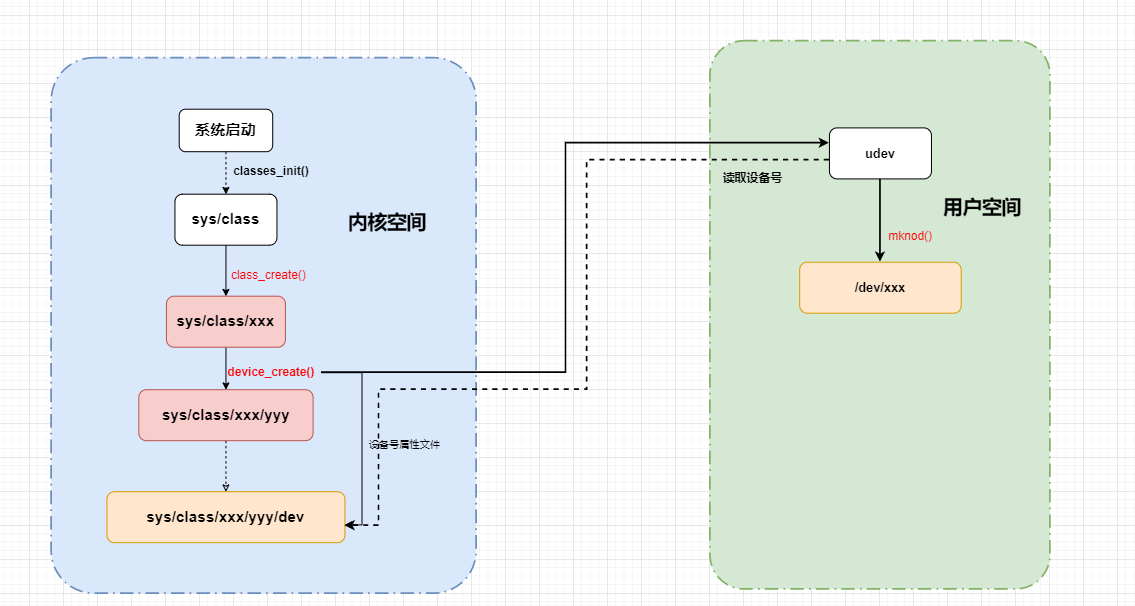 系统启动
classes_init()
sys/class
内核空间
class_create()
sys/class/xxx
device_create()
sys/class/xxx/yyy
设备号属性文件
sys/class/xxx/yyy/dev
udev
读取设备号
用户空间
mknod()
/dev/xxx